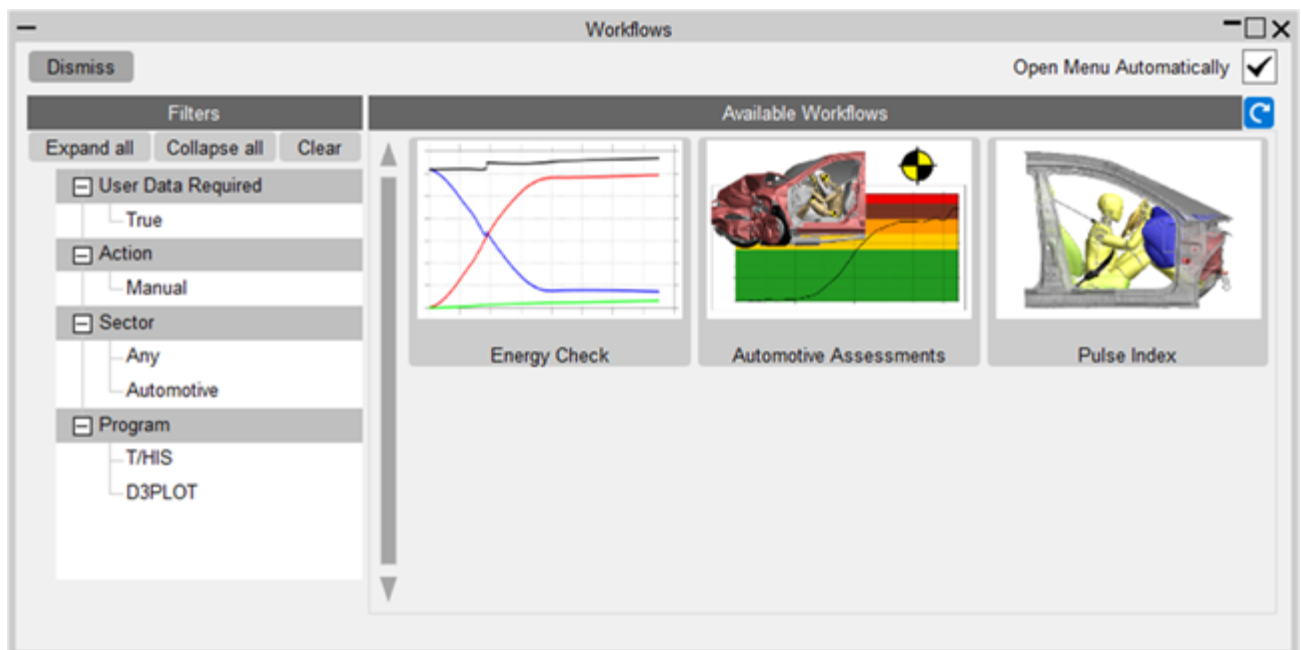 Workflows
Dismiss
Open Menu Automatically
Filters
Available Workflows
Expand all Collapse all Clear
User Data Required
True
Action
Manual
Sector
Any
Automotive
Program
T/HIS
D3PLOT
Energy Check
Automotive Assessments
Pulse Index